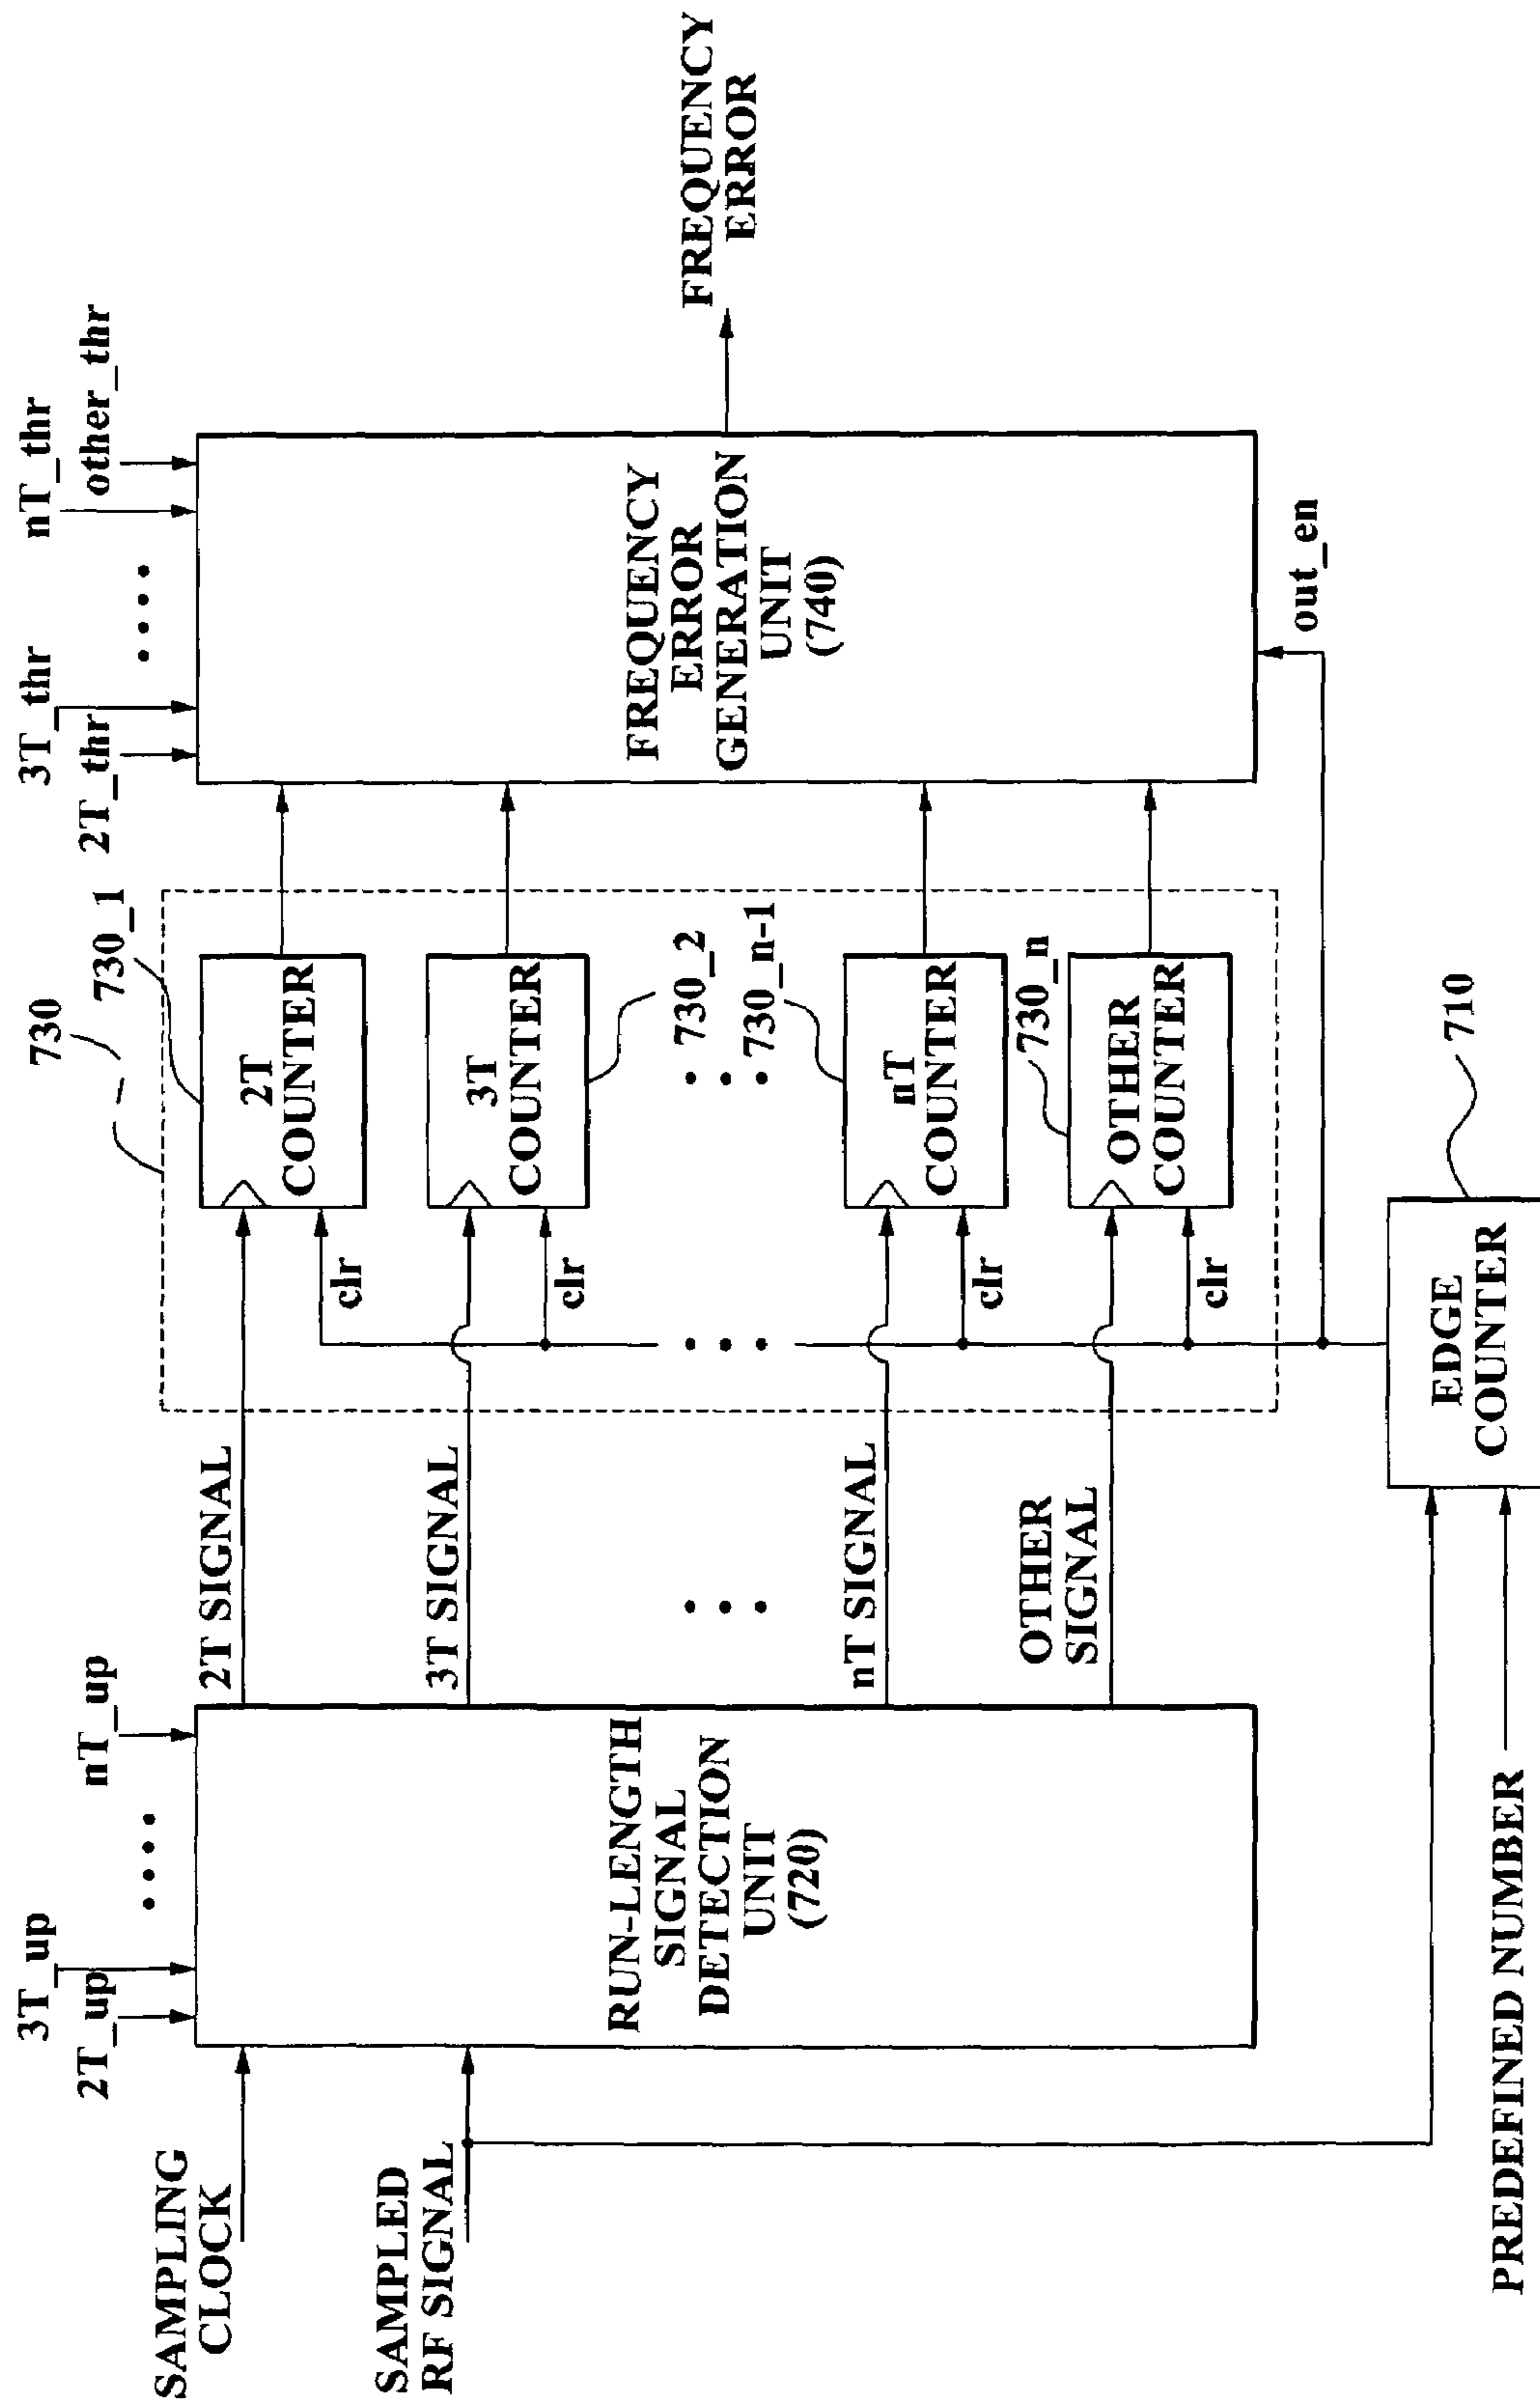 SAMPLING
CLOCK
SAMPLED
RF SIGNAL
PREDEFINED NUMBER
3T_up
2T_up
nT_up
RUN-LENGTH
SIGNAL
DETECTION
UNIT
(720)
2T SIGNAL
3T SIGNAL
nT SIGNAL
OTHER
SIGNAL
730
730_1
2T
COUNTER
clr
3T
COUNTER
clr
730_2
730_n-1
nT
COUNTER
clr
730_n
OTHER
COUNTER
clr
EDGE
COUNTER
710
3T_thr
2T_thr
nT_thr
other_thr
FREQUENCY
ERROR
GENERATION
UNIT
(740)
out_en
FREQUENCY
ERROR